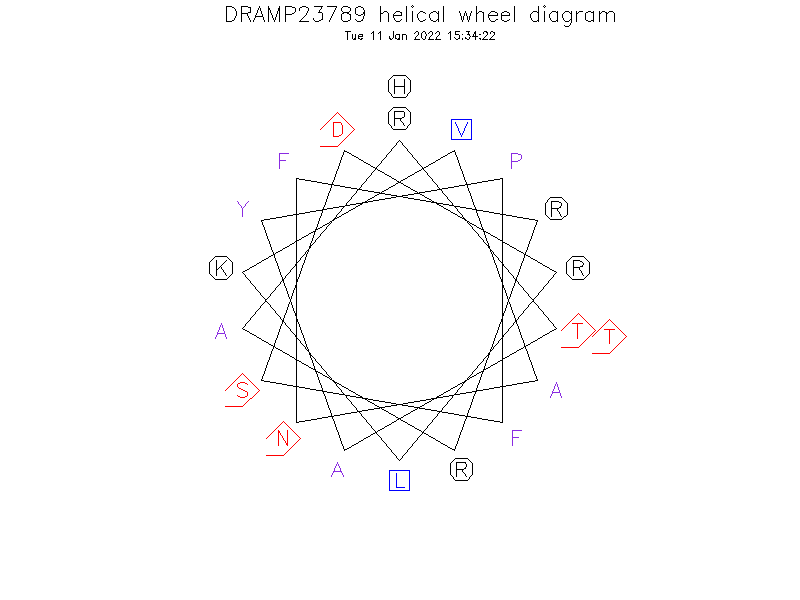 DRAMP23789 helical wheel diagram
Tue 11 Jan 2022 15:34:22
H
R
D
V
F
P
Y
R
K
R
A
T T
S
A
N
F
A
R
L